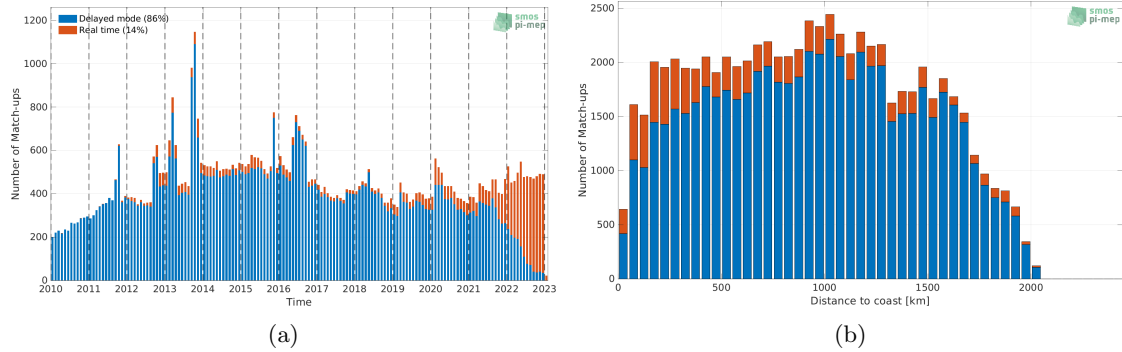 Delayed mode (86%)
Real time (14%)
smos
pi-mep
Number of Match-ups
1200
1000
800
600
400
200
0
2010 2011 2012 2013 2014 2015 2016 2017 2018 2019 2020 2021 2022 2023
Time
(a)
smos
pi-mep
Number of Match-ups
2500
2000
1500
1000
500
0
0 500 1000 1500 2000
Distance to coast [km]
(b)